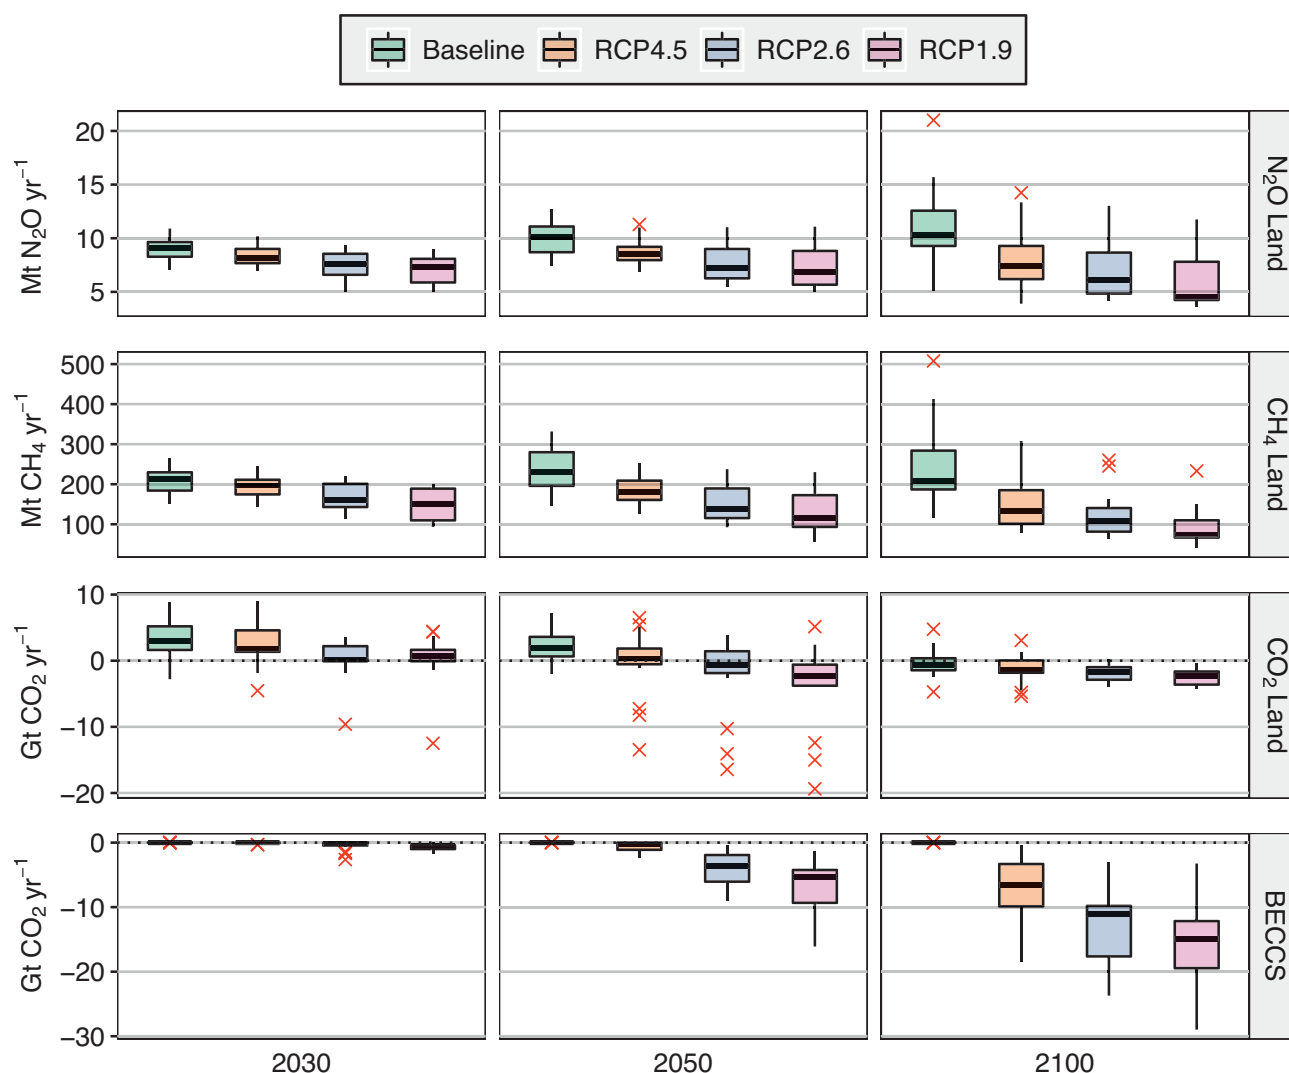 Baseline RCP4.5 RCP2.6 RCP1.9
Mt N₂O yr⁻¹
20
15
10
5
N₂O Land
Mt CH₄ yr⁻¹
500
400
300
200
100
CH₄ Land
Gt CO₂ yr⁻¹
10
0
−10
−20
CO₂ Land
Gt CO₂ yr⁻¹
0
−10
−20
−30
BECCS
2030 2050 2100